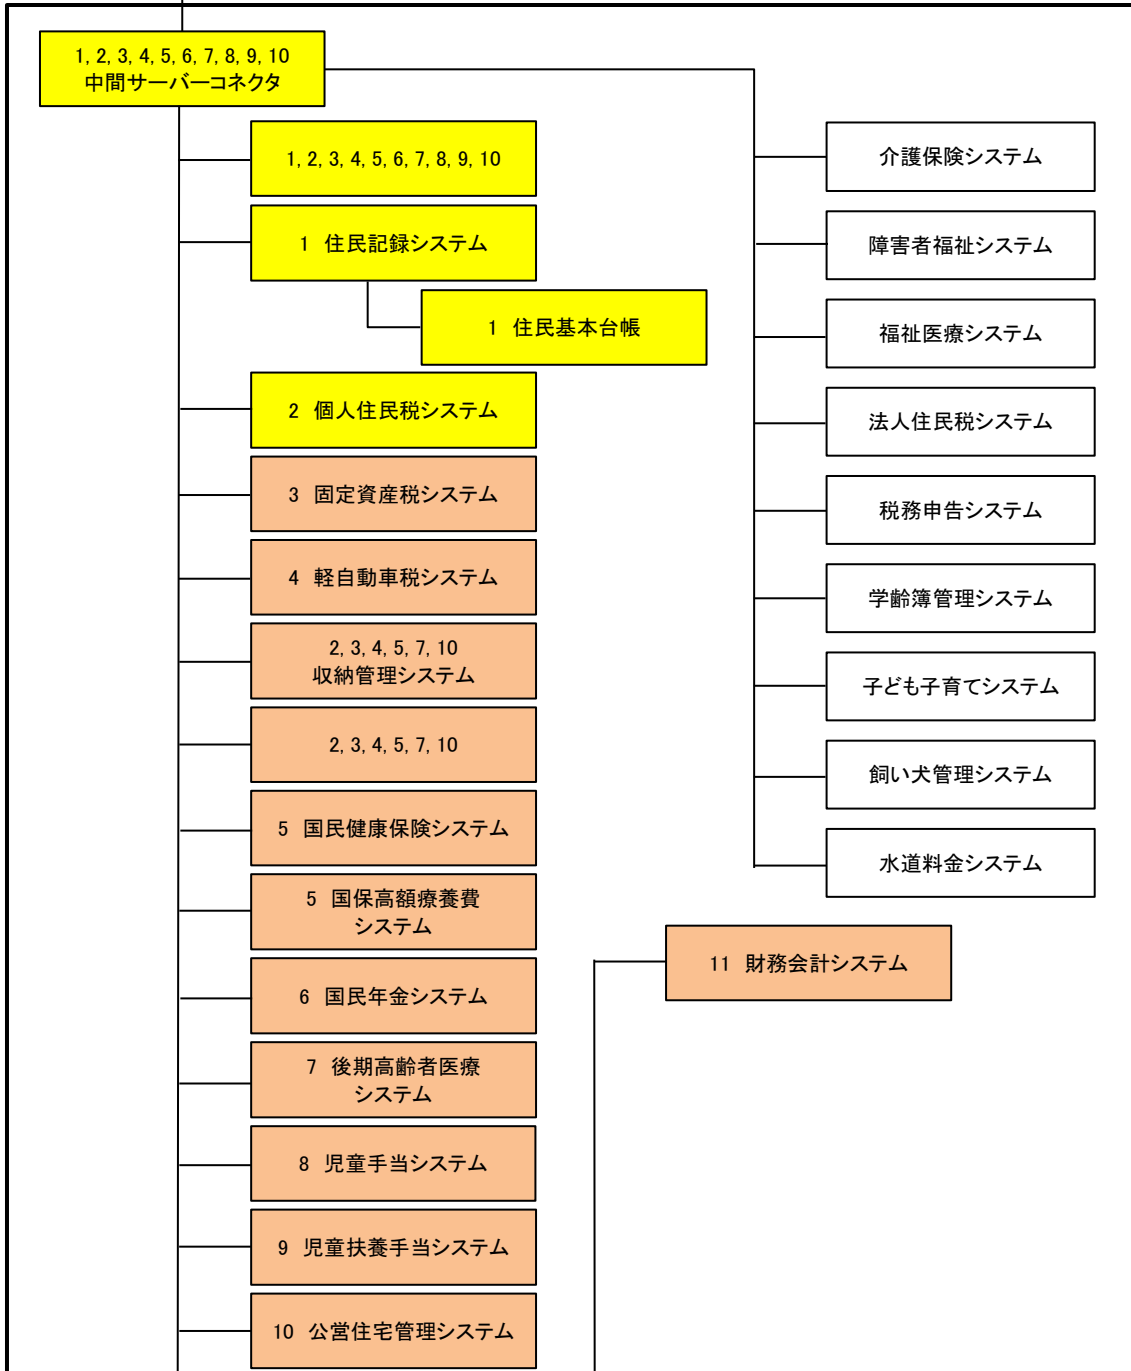 1, 2, 3, 4, 5, 6, 7, 8, 9, 10
中間サーバーコネクタ
1, 2, 3, 4, 5, 6, 7, 8, 9, 10
1 住民記録システム
1 住民基本台帳
2 個人住民税システム
3 固定資産税システム
4 軽自動車税システム
2, 3, 4, 5, 7, 10
収納管理システム
2, 3, 4, 5, 7, 10
5 国民健康保険システム
5 国保高額療養費
システム
6 国民年金システム
7 後期高齢者医療
システム
8 児童手当システム
9 児童扶養手当システム
10 公営住宅管理システム
介護保険システム
障害者福祉システム
福祉医療システム
法人住民税システム
税務申告システム
学齢簿管理システム
子ども子育てシステム
飼い犬管理システム
水道料金システム
11 財務会計システム